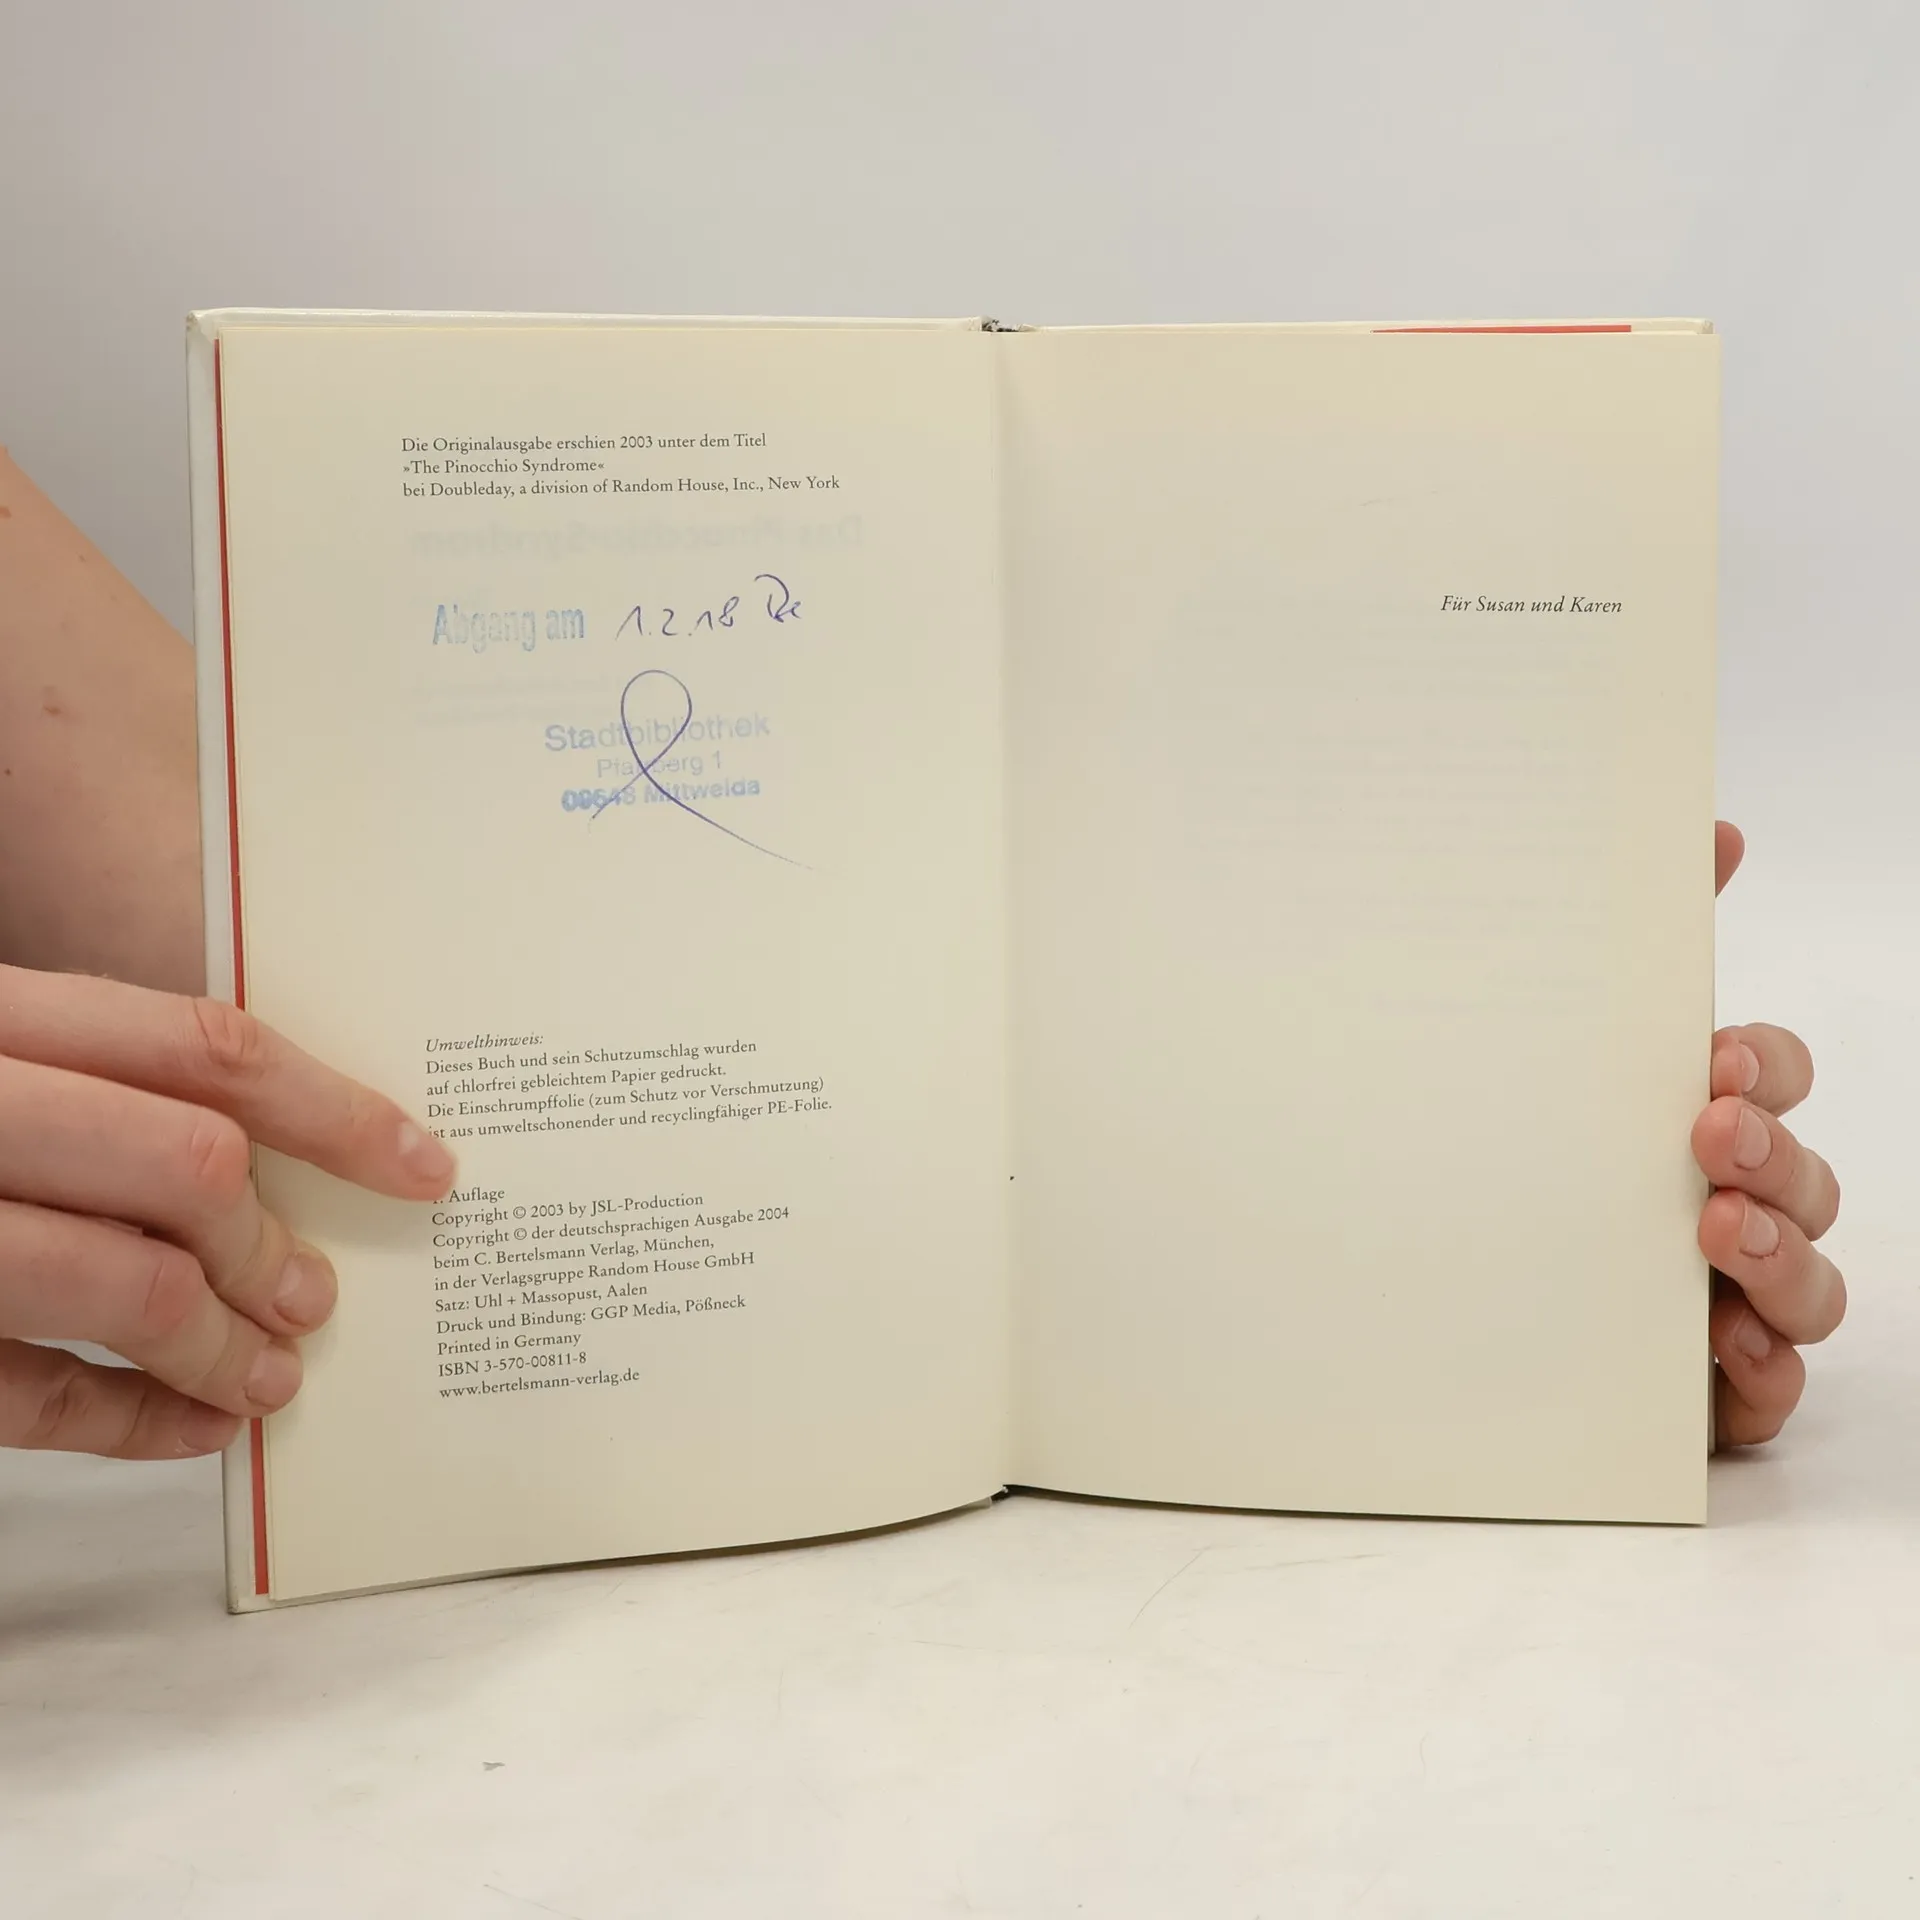 Die Originalausgabe erschien 2003 unter dem Titel
»The Pinocchio Syndrome«
bei Doubleday, a division of Random House, Inc., New York
Abgang am 1.2.18
Stadtbibliothek
09648 Mittweida
Umwelthinweis:
Dieses Buch und sein Schutzumschlag wurden
auf chlorfrei gebleichtem Papier gedruckt.
Die Einschrumpffolie (zum Schutz vor Verschmutzung)
ist aus umweltschonender und recyclingfähiger PE-Folie.
Auflage
Copyright © 2003 by JSL-Production
Copyright © der deutschsprachigen Ausgabe 2004
beim C. Bertelsmann Verlag, München,
in der Verlagsgruppe Random House GmbH
Satz: Uhl + Massopust, Aalen
Druck und Bindung: GGP Media, Pößneck
Printed in Germany
ISBN 3-570-00811-8
www.bertelsmann-verlag.de
Für Susan und Karen